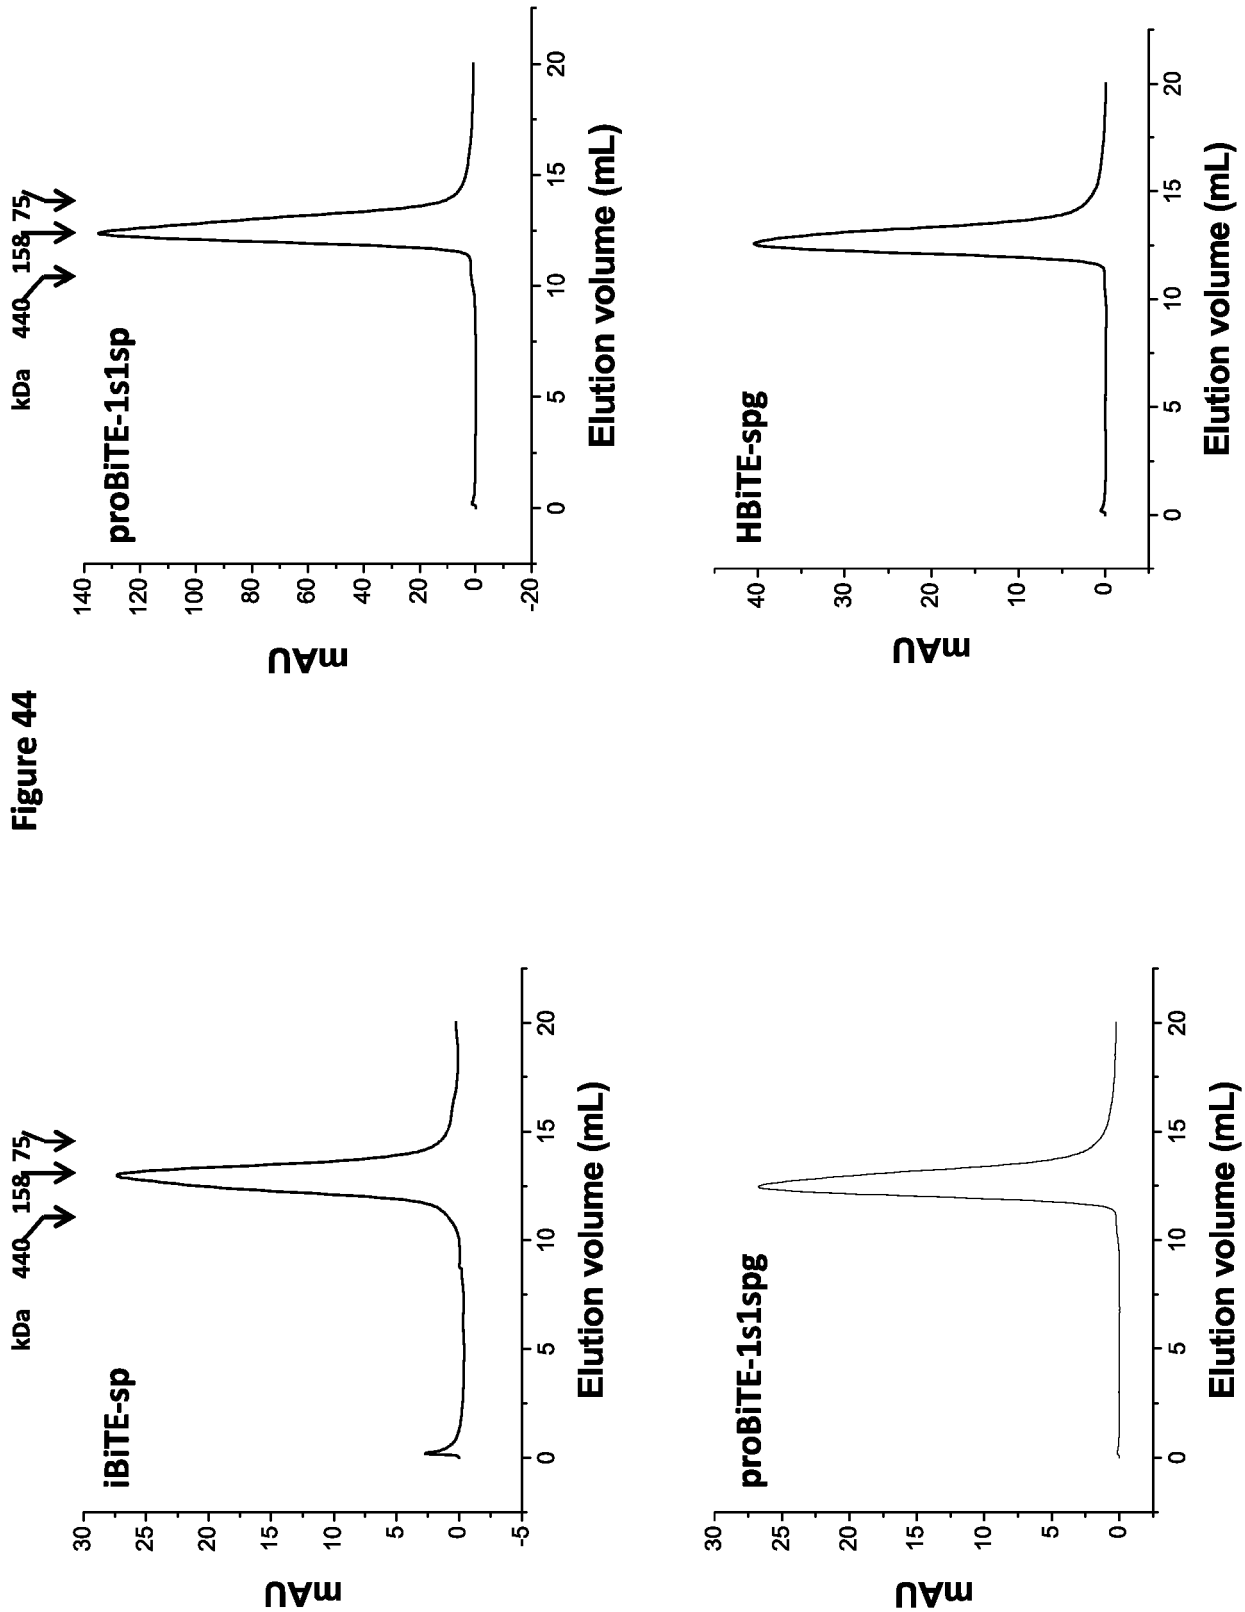 Figure 44
kDa 440 158 75
iBiTE-sp
mAU
30
25
20
15
10
5
0
-5
0 5 10 15 20
Elution volume (mL)
kDa 440 158 75
proBiTE-1s1sp
mAU
140
120
100
80
60
40
20
0
-20
0 5 10 15 20
Elution volume (mL)
proBiTE-1s1spg
mAU
30
25
20
15
10
5
0
0 5 10 15 20
Elution volume (mL)
HBiTE-spg
mAU
40
30
20
10
0
0 5 10 15 20
Elution volume (mL)